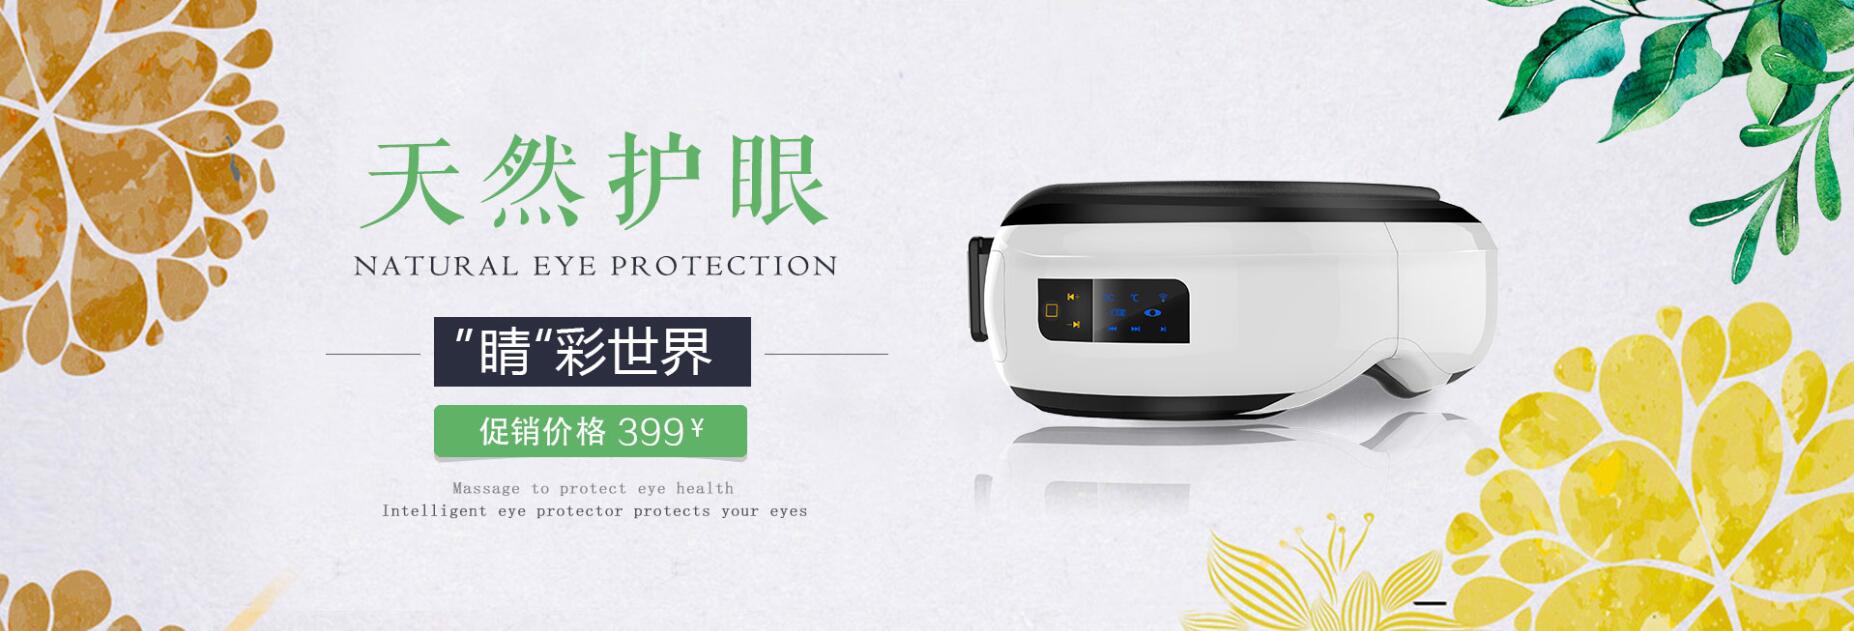 天然护眼
NATURAL EYE PROTECTION
”睛“彩世界
促销价格 399¥
Massage to protect eye health
Intelligent eye protector protects your eyes